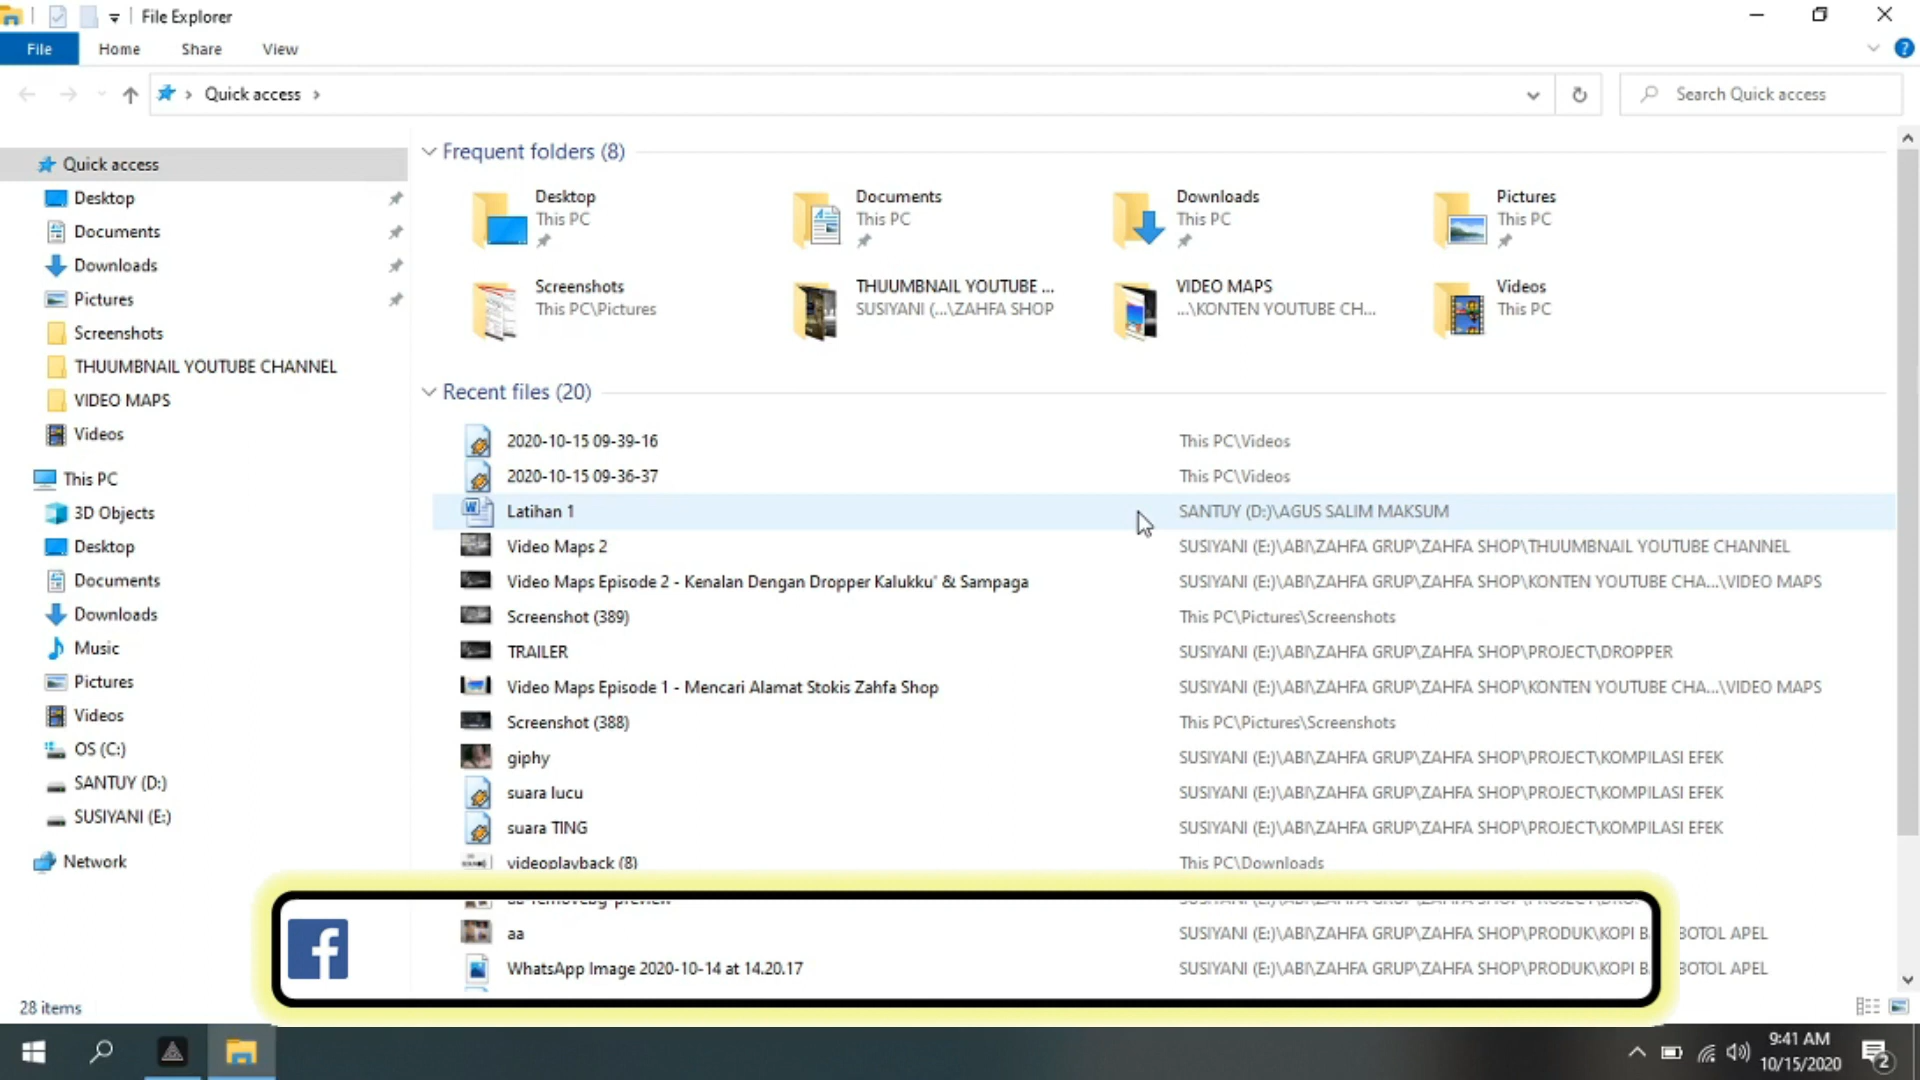 File Explorer
File Home Share View
Quick access
Search Quick access
Quick access
Desktop
Documents
Downloads
Pictures
Screenshots
THUUMBNAIL YOUTUBE CHANNEL
VIDEO MAPS
Videos
This PC
3D Objects
Desktop
Documents
Downloads
Music
Pictures
Videos
OS (C:)
SANTUY (D:)
SUSIYANI (E:)
Network
Frequent folders (8)
Desktop
This PC
Documents
This PC
Downloads
This PC
Pictures
This PC
Screenshots
This PC\Pictures
THUUMBNAIL YOUTUBE ...
SUSIYANI (...\ZAHFA SHOP
VIDEO MAPS
...\KONTEN YOUTUBE CH...
Videos
This PC
Recent files (20)
2020-10-15 09-39-16 This PC\Videos
2020-10-15 09-36-37 This PC\Videos
Latihan 1 SANTUY (D:)\AGUS SALIM MAKSUM
Video Maps 2 SUSIYANI (E:)\ABI\ZAHFA GRUP\ZAHFA SHOP\THUUMBNAIL YOUTUBE CHANNEL
Video Maps Episode 2 - Kenalan Dengan Dropper Kalukku' & Sampaga SUSIYANI (E:)\ABI\ZAHFA GRUP\ZAHFA SHOP\KONTEN YOUTUBE CHA...\VIDEO MAPS
Screenshot (389) This PC\Pictures\Screenshots
TRAILER SUSIYANI (E:)\ABI\ZAHFA GRUP\ZAHFA SHOP\PROJECT\DROPPER
Video Maps Episode 1 - Mencari Alamat Stokis Zahfa Shop SUSIYANI (E:)\ABI\ZAHFA GRUP\ZAHFA SHOP\KONTEN YOUTUBE CHA...\VIDEO MAPS
Screenshot (388) This PC\Pictures\Screenshots
giphy SUSIYANI (E:)\ABI\ZAHFA GRUP\ZAHFA SHOP\PROJECT\KOMPILASI EFEK
suara lucu SUSIYANI (E:)\ABI\ZAHFA GRUP\ZAHFA SHOP\PROJECT\KOMPILASI EFEK
suara TING SUSIYANI (E:)\ABI\ZAHFA GRUP\ZAHFA SHOP\PROJECT\KOMPILASI EFEK
videoplayback (8) This PC\Downloads
aa SUSIYANI (E:)\ABI\ZAHFA GRUP\ZAHFA SHOP\PRODUK\KOPI B BOTOL APEL
WhatsApp Image 2020-10-14 at 14.20.17 SUSIYANI (E:)\ABI\ZAHFA GRUP\ZAHFA SHOP\PRODUK\KOPI B BOTOL APEL
28 items
9:41 AM
10/15/2020
2